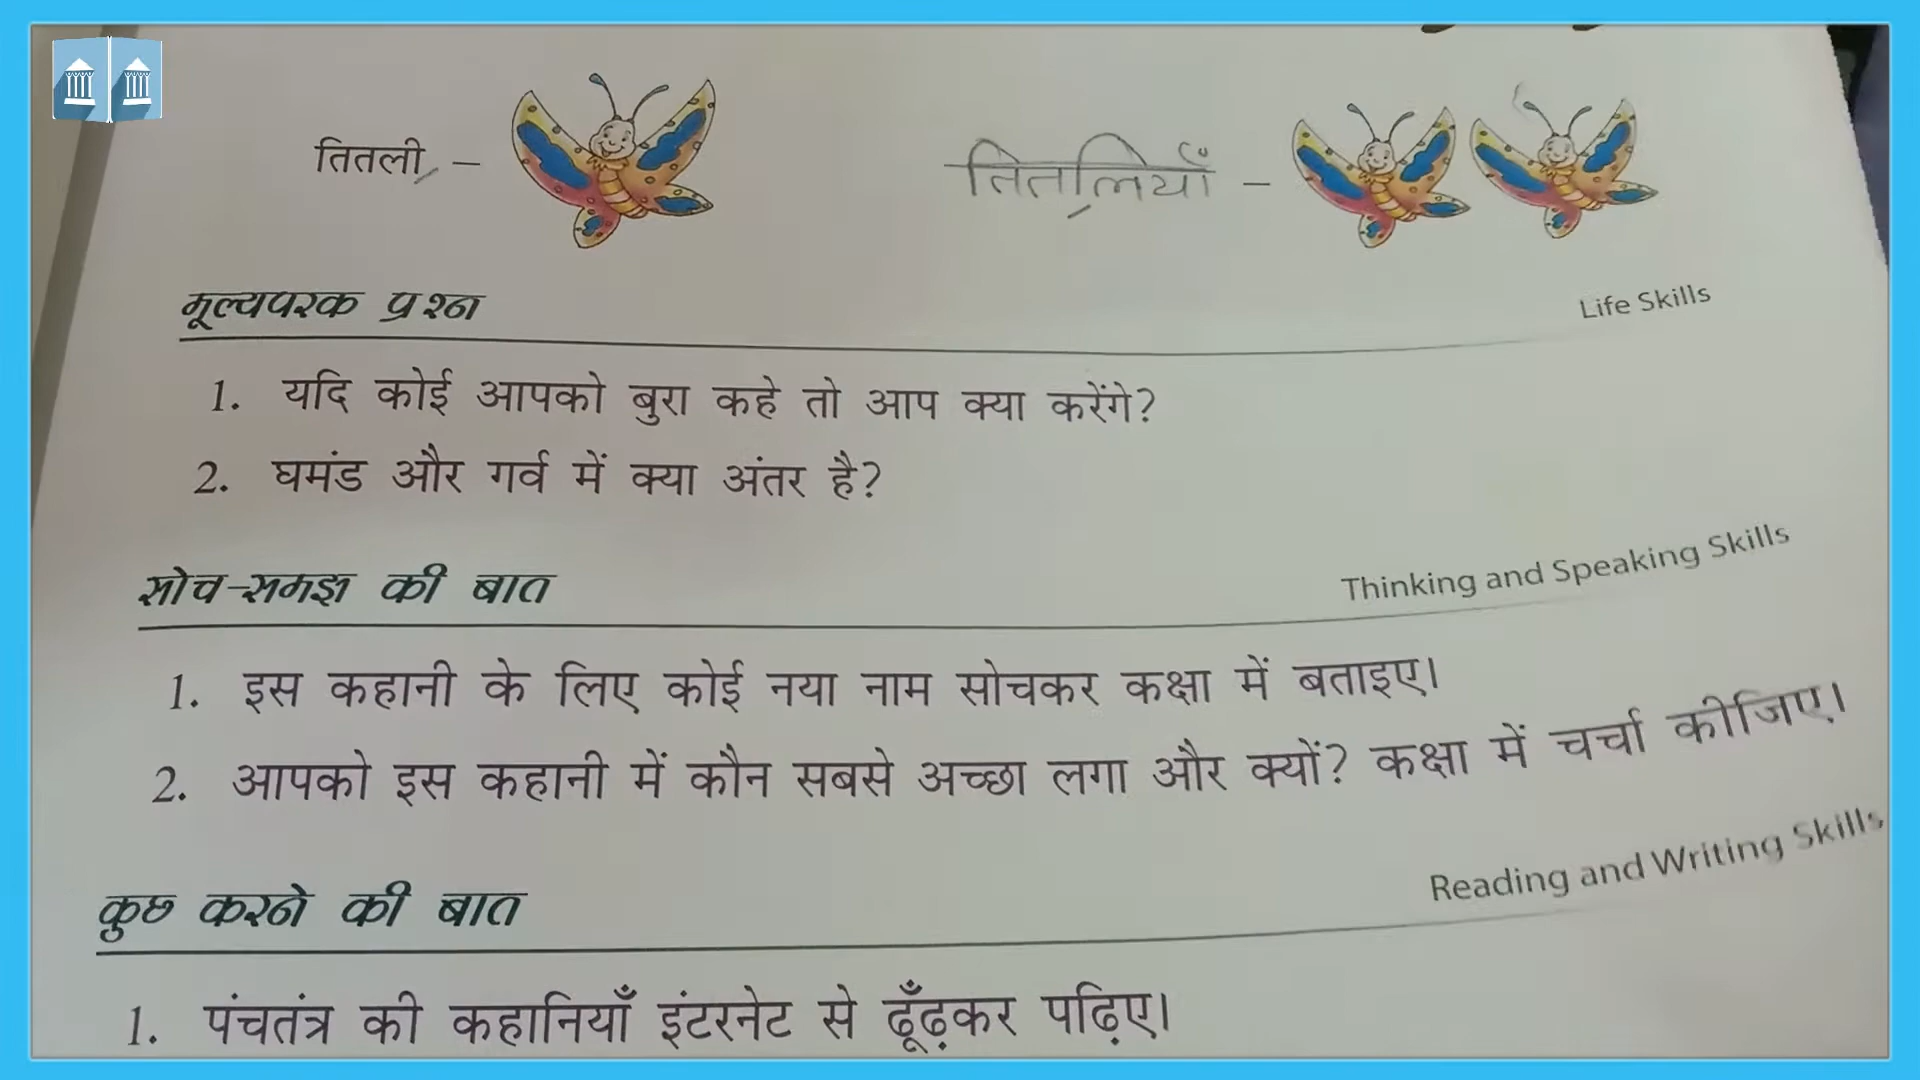 तितली –
तितलियाँ –
मूल्यपरक प्रश्न
Life Skills
1. यदि कोई आपको बुरा कहे तो आप क्या करेंगे?
2. घमंड और गर्व में क्या अंतर है?
सोच-समझ की बात
Thinking and Speaking Skills
1. इस कहानी के लिए कोई नया नाम सोचकर कक्षा में बताइए।
2. आपको इस कहानी में कौन सबसे अच्छा लगा और क्यों? कक्षा में चर्चा कीजिए।
कुछ करने की बात
Reading and Writing Skills
1. पंचतंत्र की कहानियाँ इंटरनेट से ढूँढ़कर पढ़िए।